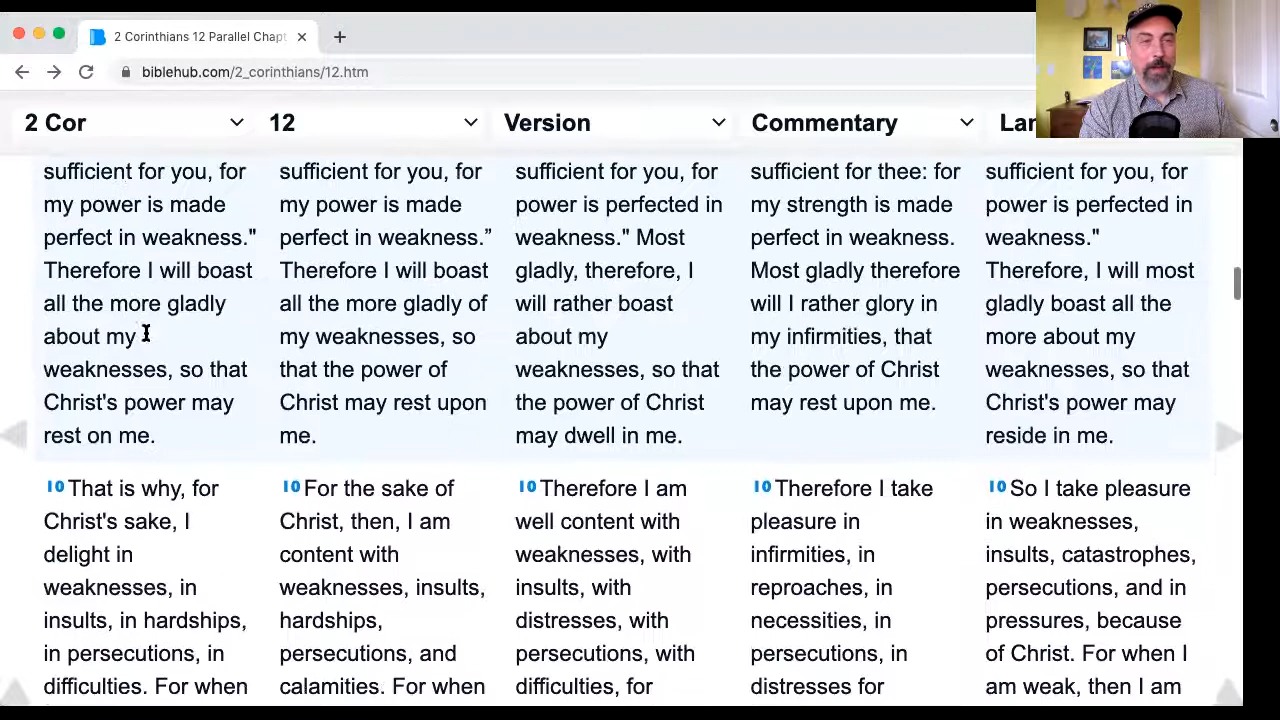 2 Corinthians 12 Parallel Chapt
biblehub.com/2_corinthians/12.htm
2 Cor
12
Version
Commentary
Lan
sufficient for you, for
my power is made
perfect in weakness."
Therefore I will boast
all the more gladly
about my
weaknesses, so that
Christ's power may
rest on me.
sufficient for you, for
my power is made
perfect in weakness.”
Therefore I will boast
all the more gladly of
my weaknesses, so
that the power of
Christ may rest upon
me.
sufficient for you, for
power is perfected in
weakness." Most
gladly, therefore, I
will rather boast
about my
weaknesses, so that
the power of Christ
may dwell in me.
sufficient for thee: for
my strength is made
perfect in weakness.
Most gladly therefore
will I rather glory in
my infirmities, that
the power of Christ
may rest upon me.
sufficient for you, for
power is perfected in
weakness."
Therefore, I will most
gladly boast all the
more about my
weaknesses, so that
Christ's power may
reside in me.
10 That is why, for
Christ's sake, I
delight in
weaknesses, in
insults, in hardships,
in persecutions, in
difficulties. For when
10 For the sake of
Christ, then, I am
content with
weaknesses, insults,
hardships,
persecutions, and
calamities. For when
10 Therefore I am
well content with
weaknesses, with
insults, with
distresses, with
persecutions, with
difficulties, for
10 Therefore I take
pleasure in
infirmities, in
reproaches, in
necessities, in
persecutions, in
distresses for
10 So I take pleasure
in weaknesses,
insults, catastrophes,
persecutions, and in
pressures, because
of Christ. For when I
am weak, then I am